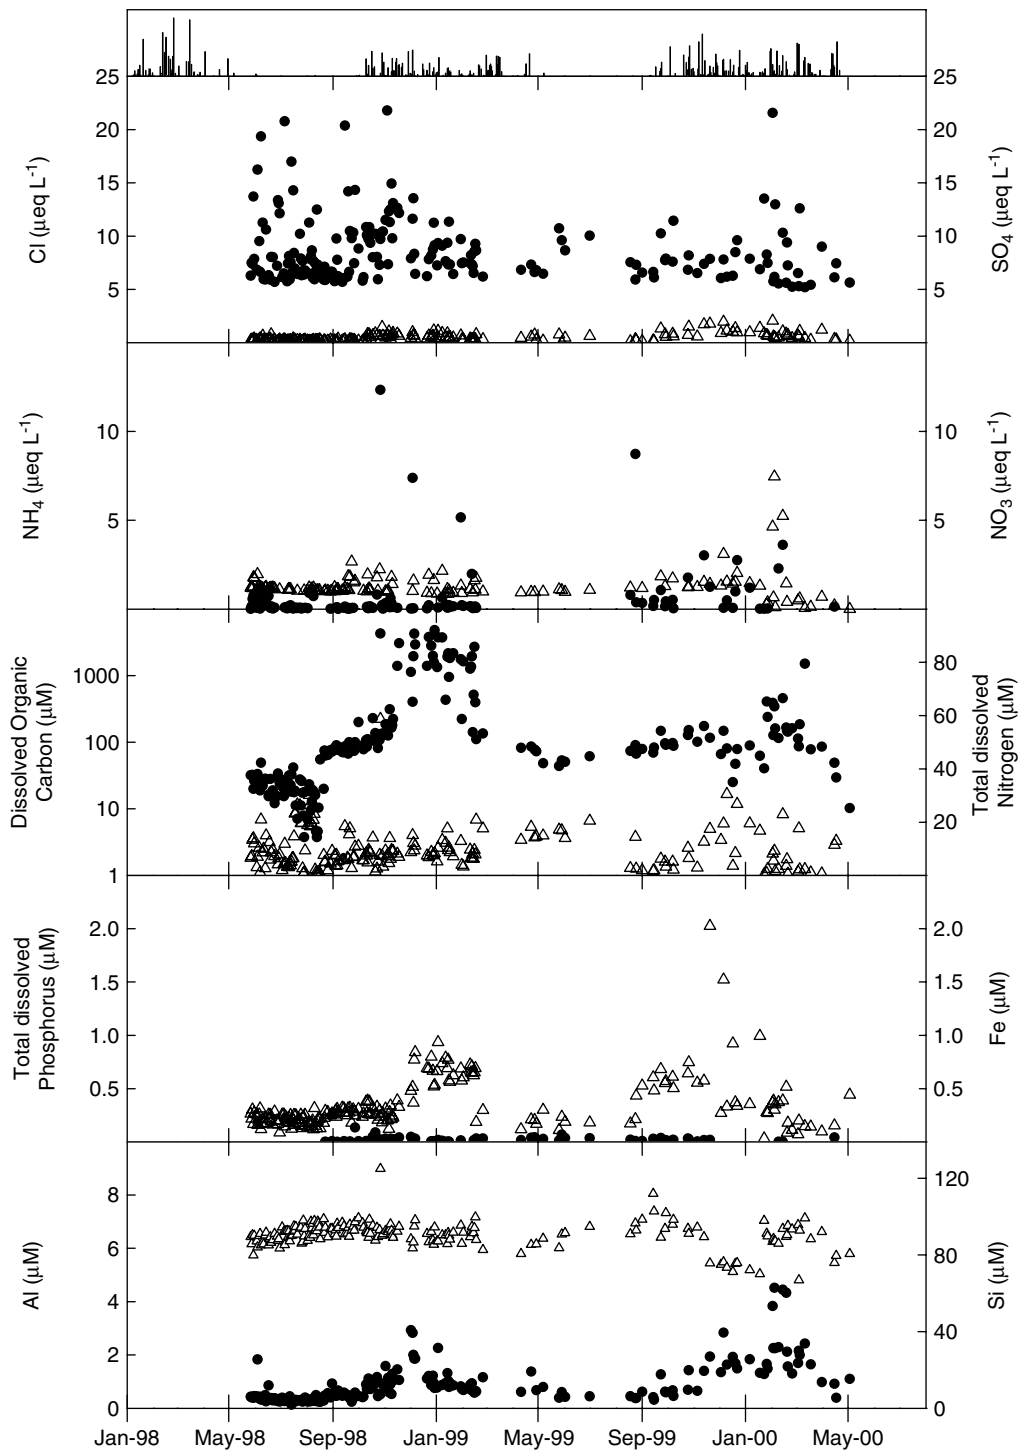 25
25
20
20
15
15
10
10
5
5
Cl (µeq L⁻¹)
SO₄ (µeq L⁻¹)
10
10
5
5
NH₄ (µeq L⁻¹)
NO₃ (µeq L⁻¹)
1000
80
100
60
40
10
20
1
Dissolved Organic
Carbon (µM)
Total dissolved
Nitrogen (µM)
2.0
2.0
1.5
1.5
1.0
1.0
0.5
0.5
Total dissolved
Phosphorus (µM)
Fe (µM)
8
120
6
80
4
40
2
0
0
Al (µM)
Si (µM)
Jan-98
May-98
Sep-98
Jan-99
May-99
Sep-99
Jan-00
May-00